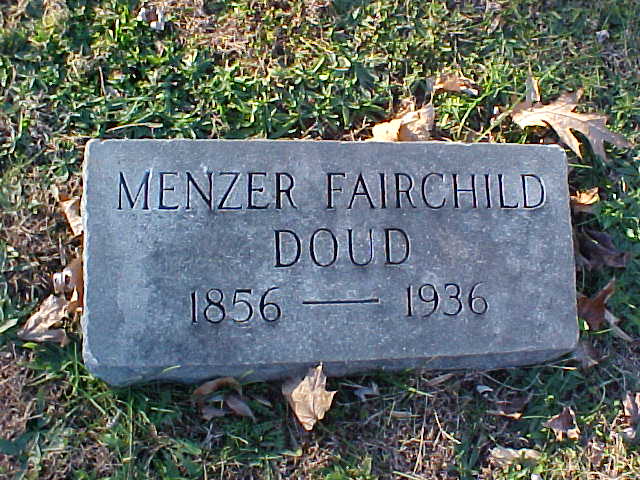 MENZER FAIRCHILD
DOUD
1856 — 1936